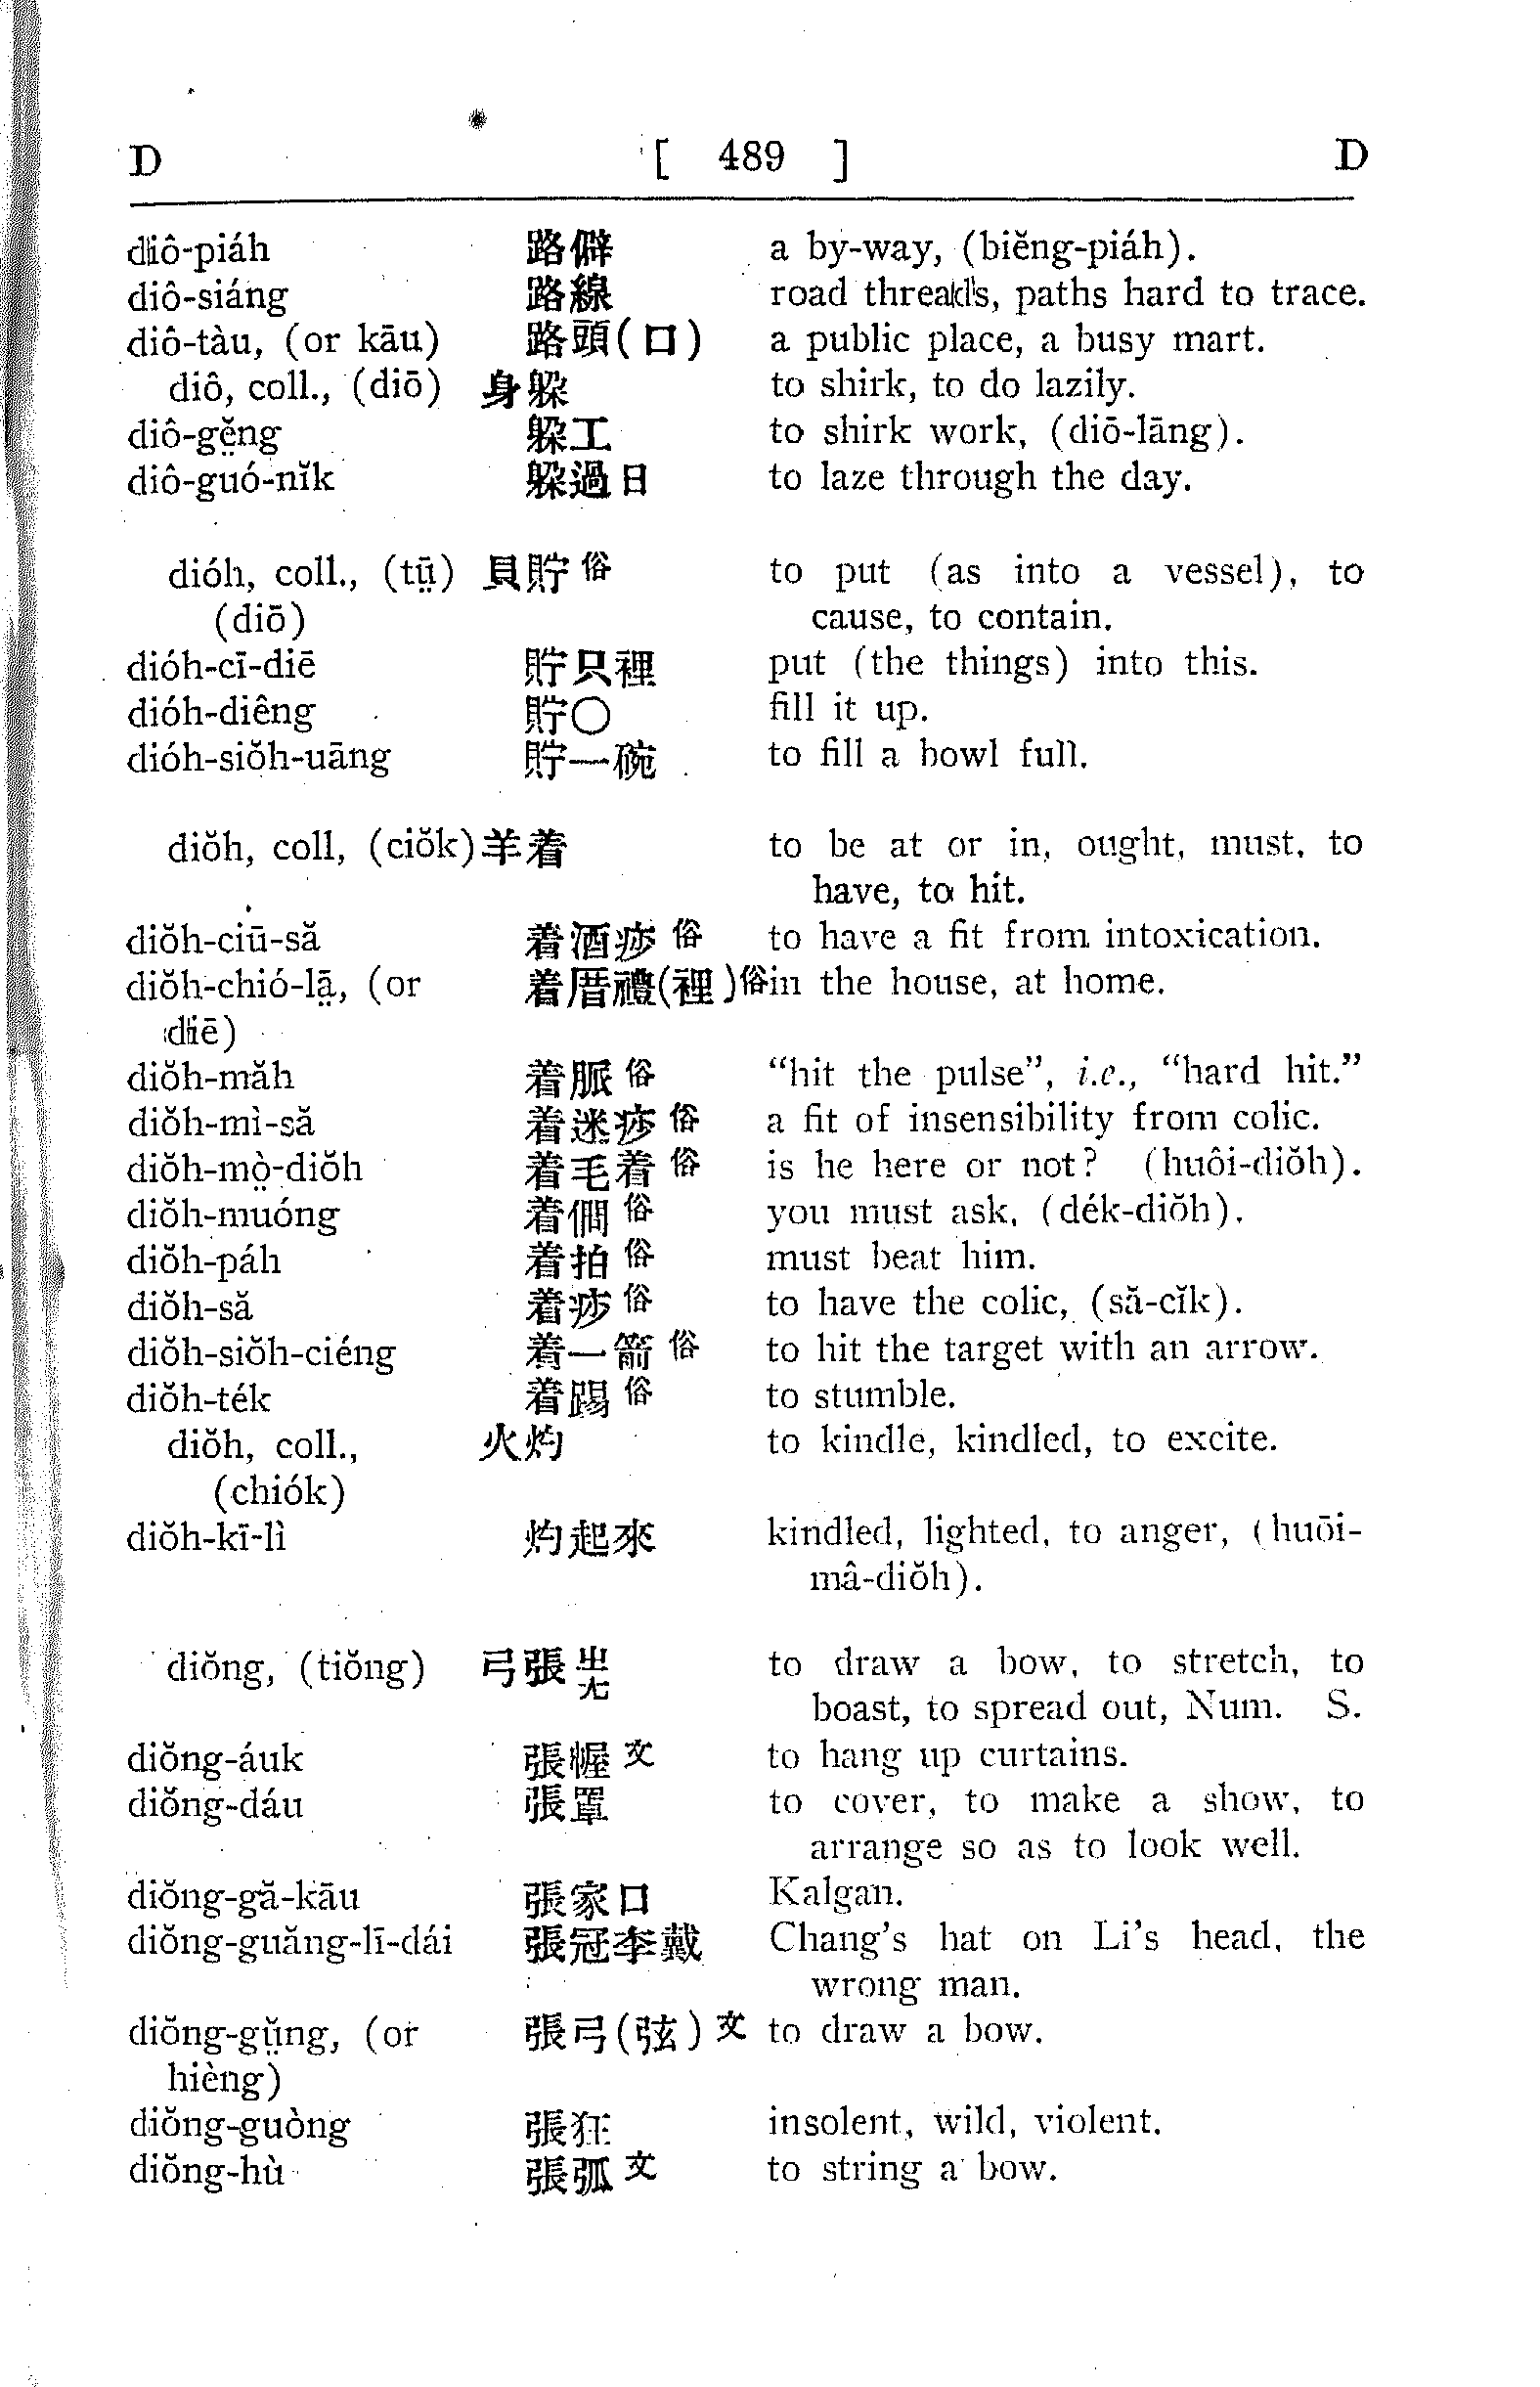 D [ 489 ] D
diô-piáh 路僻 a by-way, (biĕng-piáh).
diô-siáng 路線 road threads, paths hard to trace.
diô-tàu, (or kāu) 路頭(口) a public place, a busy mart.
diô, coll., (diō) 身躲 to shirk, to do lazily.
diô-gĕ̤ng 躲工 to shirk work, (diō-lāng).
diô-guó-nĭk 躲過日 to laze through the day.
dióh, coll., (tṳ̄) 貝貯俗 to put (as into a vessel), to
(diō) cause, to contain.
dióh-cī-diē 貯只裡 put (the things) into this.
dióh-diêng 貯〇 fill it up.
dióh-siŏh-uāng 貯一碗 to fill a bowl full.
diŏh, coll, (ciŏk) 羊着 to be at or in, ought, must, to
have, to hit.
diŏh-ciū-să 着酒痧俗 to have a fit from intoxication.
diŏh-chió-lā̤, (or 着厝禮(裡)俗 in the house, at home.
diē)
diŏh-măh 着脈俗 “hit the pulse”, i.e., “hard hit.”
diŏh-mì-să 着迷痧俗 a fit of insensibility from colic.
diŏh-mò̤-diŏh 着毛着俗 is he here or not? (huôi-diŏh).
diŏh-muóng 着僩俗 you must ask, (dék-diŏh).
diŏh-páh 着拍俗 must beat him.
diŏh-să 着痧俗 to have the colic, (să-cĭk).
diŏh-siŏh-ciéng 着一箭俗 to hit the target with an arrow.
diŏh-ték 着踢俗 to stumble.
diŏh, coll., 火灼 to kindle, kindled, to excite.
(chiók)
diŏh-kī-lì 灼起來 kindled, lighted, to anger, (huōi-
mâ-diŏh).
diŏng, (tiŏng) 弓張㞢尢 to draw a bow, to stretch, to
boast, to spread out, Num. S.
diŏng-áuk 張幄文 to hang up curtains.
diŏng-dáu 張罩 to cover, to make a show, to
arrange so as to look well.
diŏng-gă-kāu 張家口 Kalgan.
diŏng-guăng-lī-dái 張冠李戴 Chang’s hat on Li’s head, the
wrong man.
diŏng-gṳ̆ng, (or 張弓(弦)文 to draw a bow.
hièng)
diŏng-guòng 張狂 insolent, wild, violent.
diŏng-hù 張弧文 to string a bow.